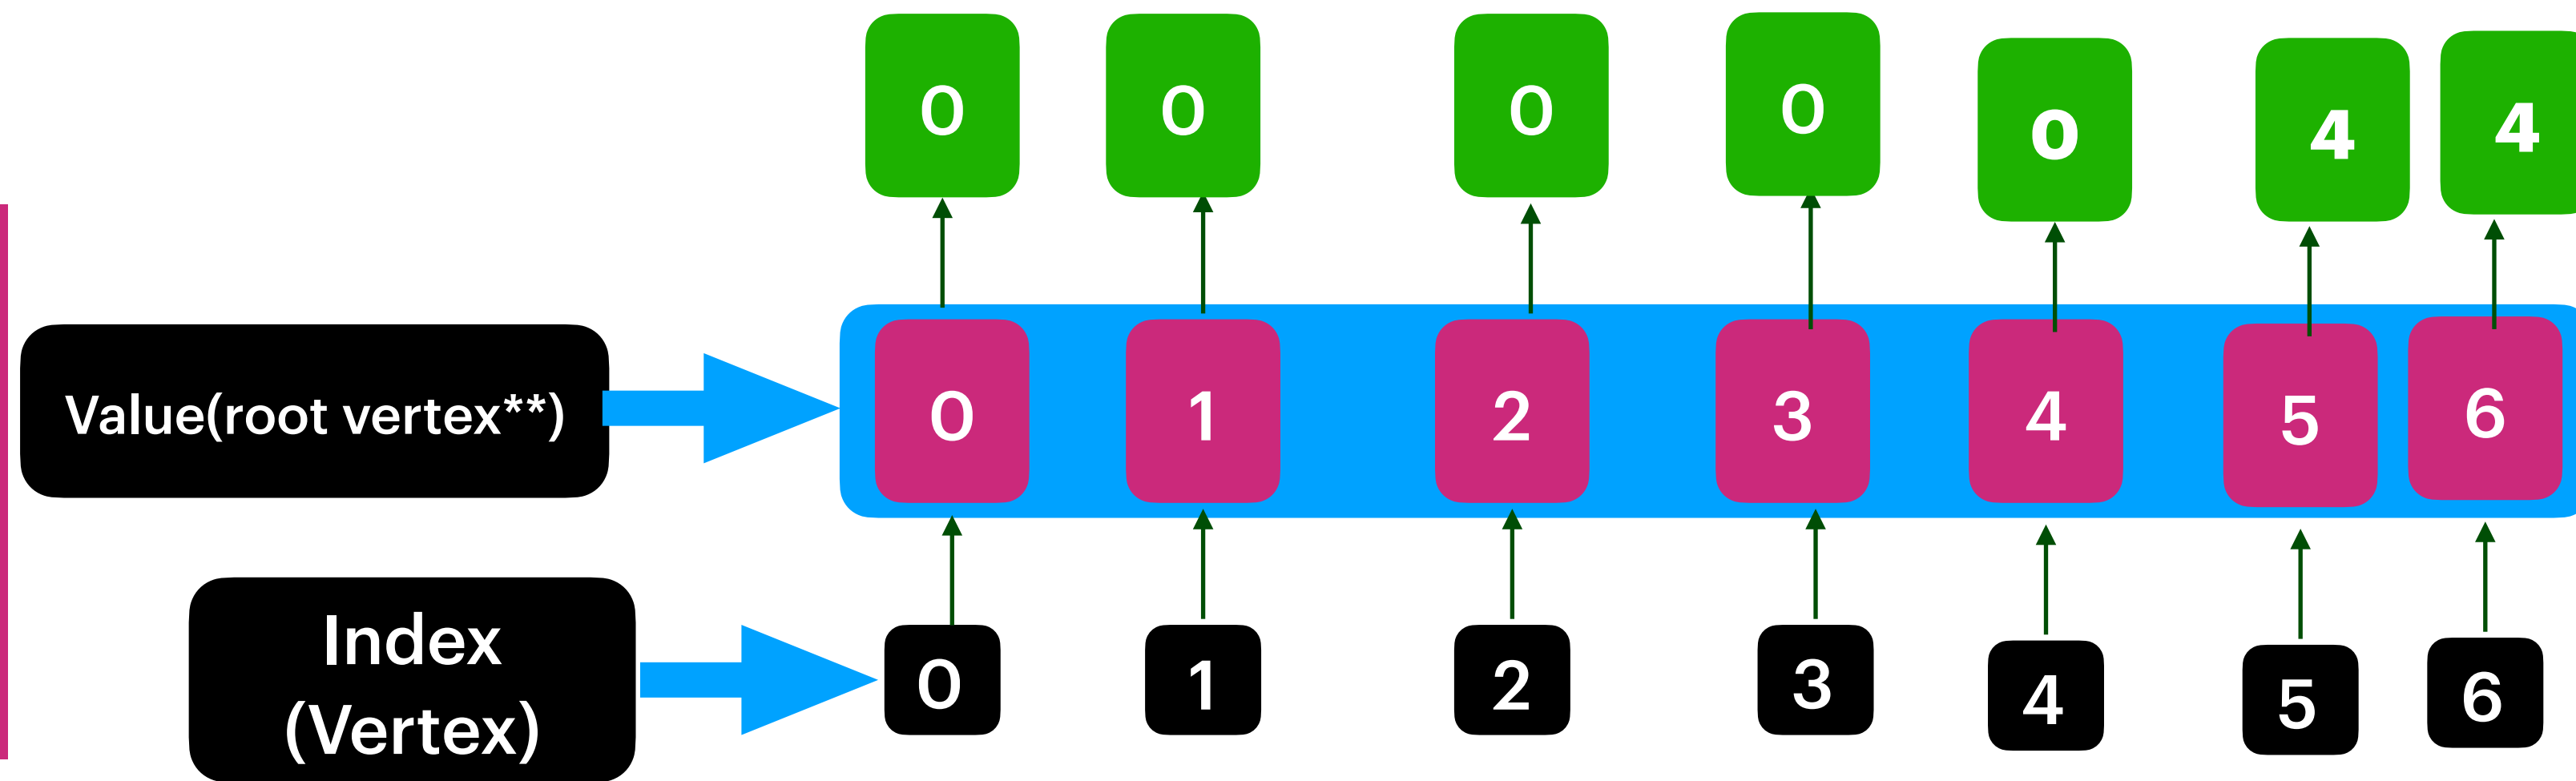 0 0 0 0 0 4 4
Value(root vertex**) 0 1 2 3 4 5 6
Index
(Vertex)
0 1 2 3 4 5 6